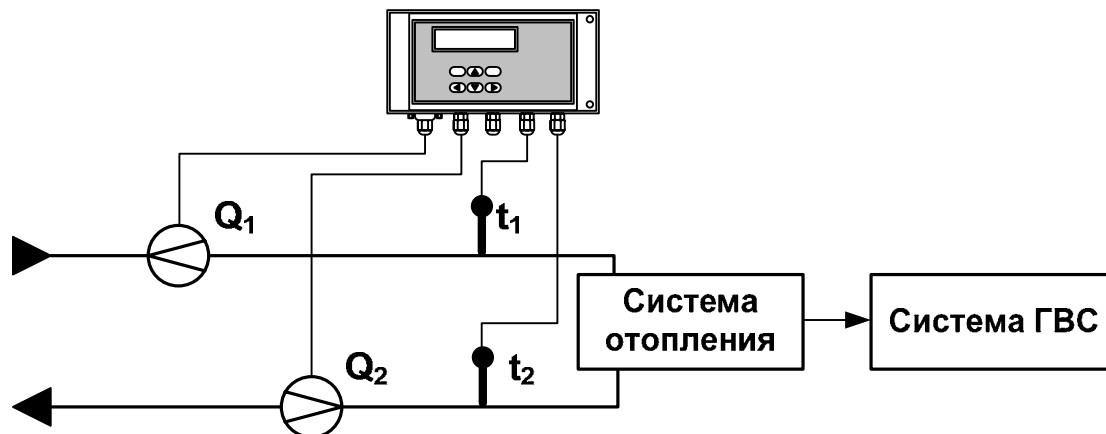 Q₁
t₁
Система
отопления
Система ГВС
Q₂
t₂